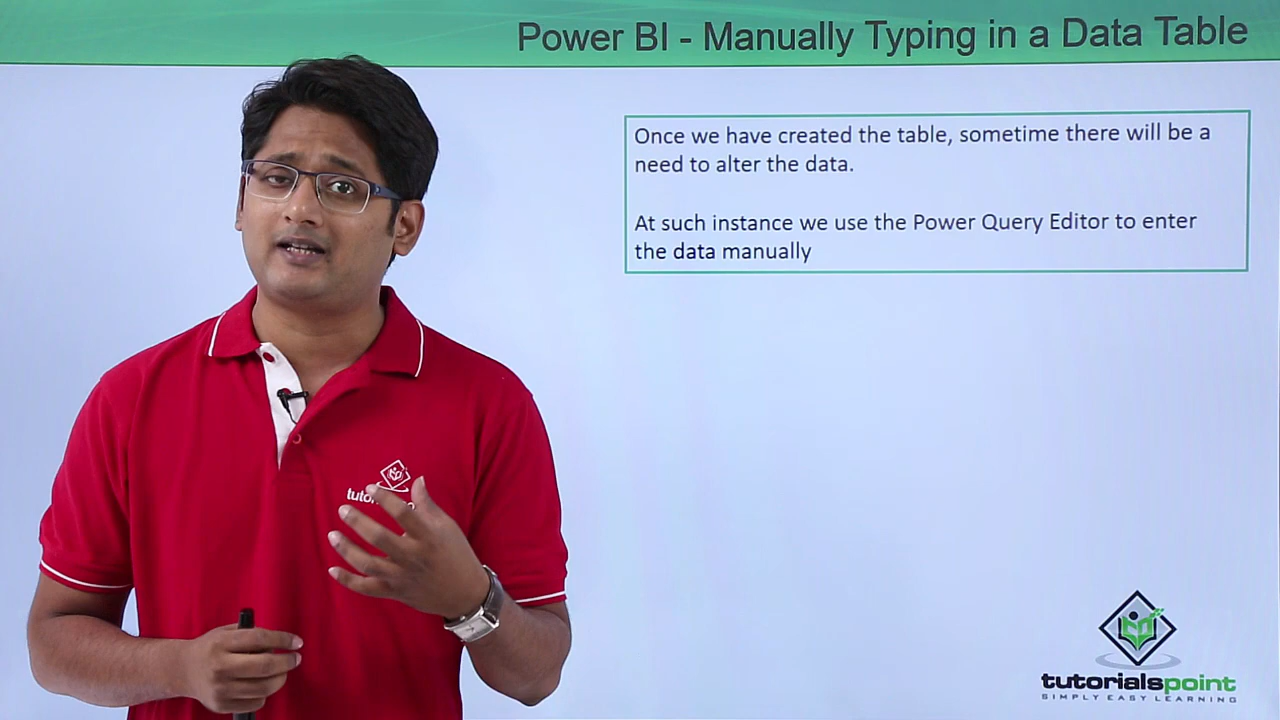 Power BI - Manually Typing in a Data Table
Once we have created the table, sometime there will be a
need to alter the data.
At such instance we use the Power Query Editor to enter
the data manually
tutorialspoint
SIMPLY EASY LEARNING